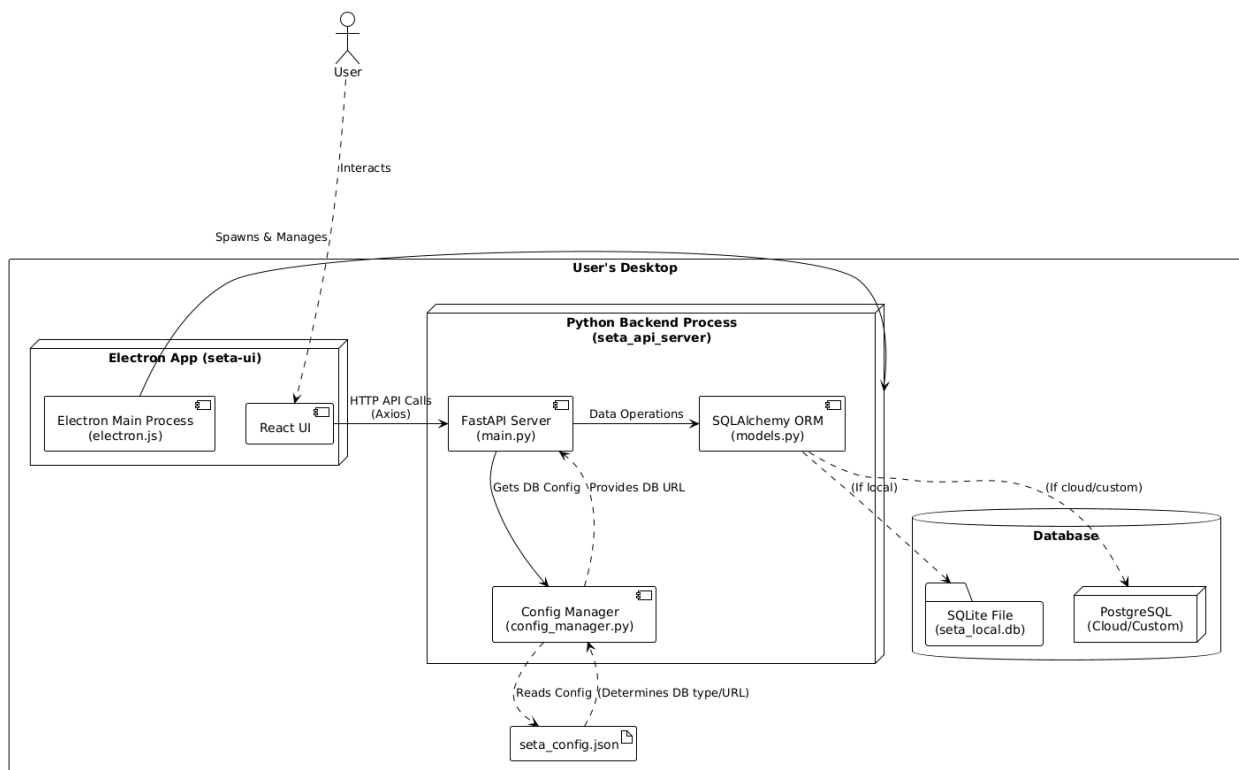 User
Interacts
Spawns & Manages
User's Desktop
Python Backend Process
(seta_api_server)
Electron App (seta-ui)
Electron Main Process
(electron.js)
React UI
HTTP API Calls
(Axios)
FastAPI Server
(main.py)
Data Operations
SQLAlchemy ORM
(models.py)
Gets DB Config
Provides DB URL
(If local)
(If cloud/custom)
Database
SQLite File
(seta_local.db)
PostgreSQL
(Cloud/Custom)
Config Manager
(config_manager.py)
Reads Config
(Determines DB type/URL)
seta_config.json